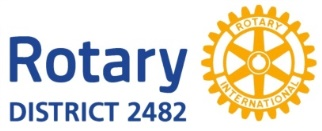 Rotary
DISTRICT 2482
ROTARY
INTERNATIONAL